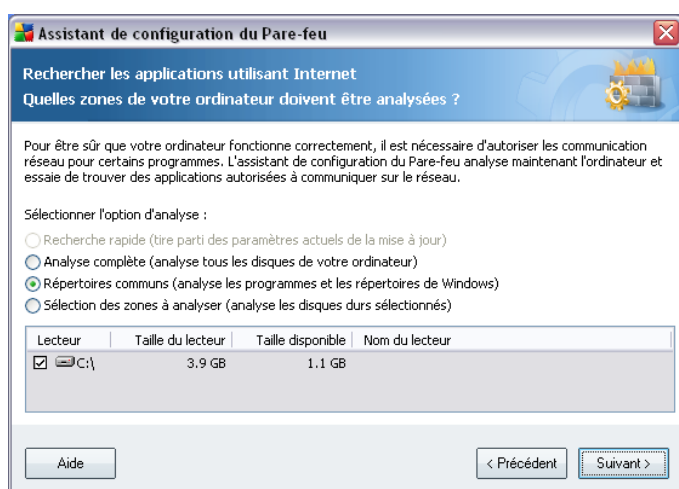 Assistant de configuration du Pare-feu
Rechercher les applications utilisant Internet
Quelles zones de votre ordinateur doivent être analysées ?
Pour être sûr que votre ordinateur fonctionne correctement, il est nécessaire d'autoriser les communication
réseau pour certains programmes. L'assistant de configuration du Pare-feu analyse maintenant l'ordinateur et
essaie de trouver des applications autorisées à communiquer sur le réseau.
Sélectionner l'option d'analyse :
Recherche rapide (tire parti des paramètres actuels de la mise à jour)
Analyse complète (analyse tous les disques de votre ordinateur)
Répertoires communs (analyse les programmes et les répertoires de Windows)
Sélection des zones à analyser (analyse les disques durs sélectionnés)
Lecteur Taille du lecteur Taille disponible Nom du lecteur
C:\ 3.9 GB 1.1 GB
Aide < Précédent Suivant >